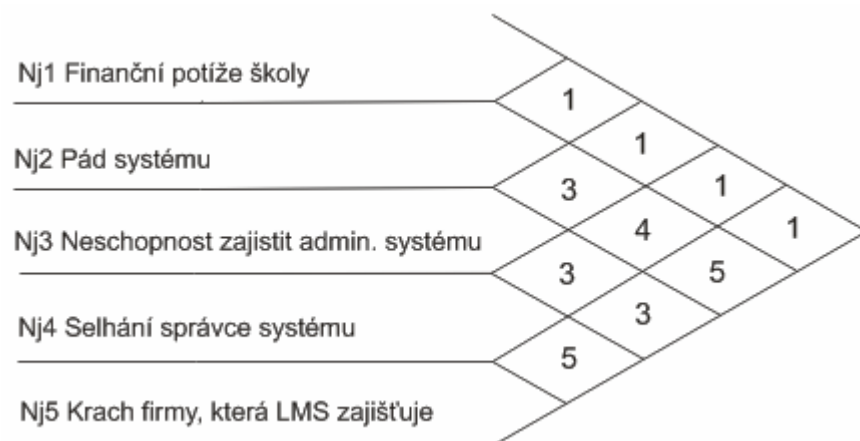 Nj1 Finanční potíže školy
1
1
Nj2 Pád systému
3
1
4
1
Nj3 Neschopnost zajistit admin. systému
3
5
3
Nj4 Selhání správce systému
5
Nj5 Krach firmy, která LMS zajišťuje